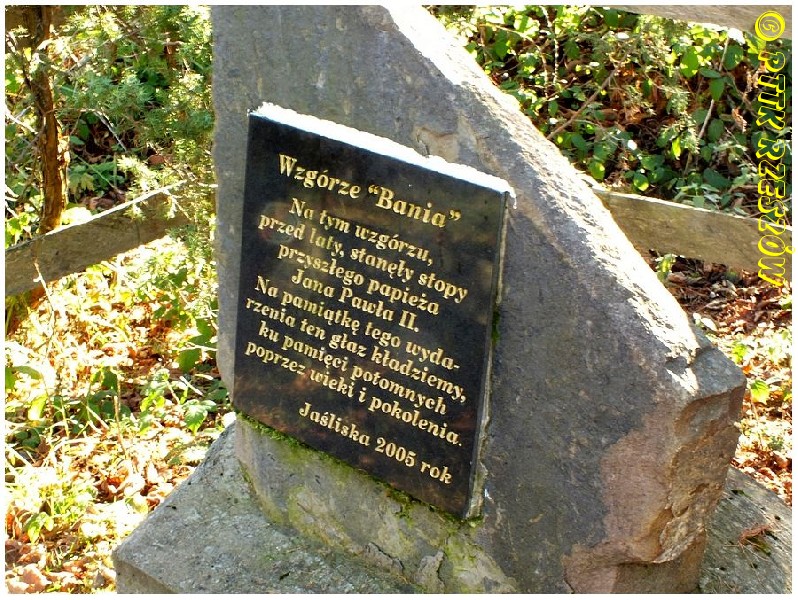 Wzgórze “Bania”
Na tym wzgórzu,
przed laty, stanęły stopy
przyszłego papieża
Jana Pawła II.
Na pamiątkę tego wyda-
rzenia ten głaz kładziemy,
ku pamięci potomnych
poprzez wieki i pokolenia.
Jaśliska 2005 rok
© PTTK RZESZÓW